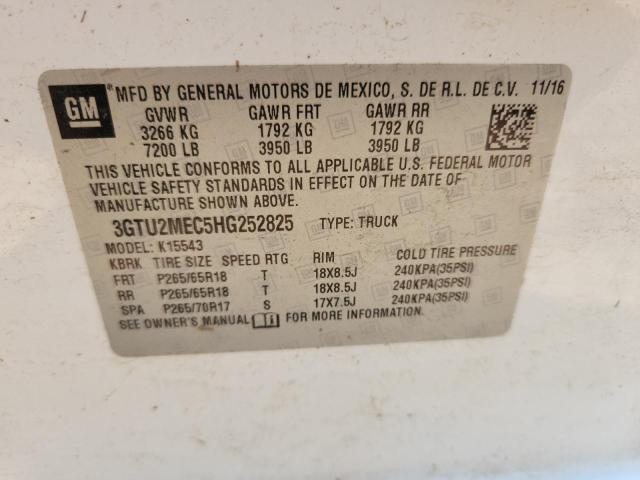 GM ® MFD BY GENERAL MOTORS DE MEXICO, S. DE R.L. DE C.V. 11/16
GVWR GAWR FRT GAWR RR
3266 KG 1792 KG 1792 KG
7200 LB 3950 LB 3950 LB
THIS VEHICLE CONFORMS TO ALL APPLICABLE U.S. FEDERAL MOTOR
VEHICLE SAFETY STANDARDS IN EFFECT ON THE DATE OF
MANUFACTURE SHOWN ABOVE.
3GTU2MEC5HG252825 TYPE: TRUCK
MODEL: K15543
KBRK TIRE SIZE SPEED RTG RIM COLD TIRE PRESSURE
FRT P265/65R18 T 18X8.5J 240KPA(35PSI)
RR P265/65R18 T 18X8.5J 240KPA(35PSI)
SPA P265/70R17 S 17X7.5J 240KPA(35PSI)
SEE OWNER'S MANUAL FOR MORE INFORMATION.